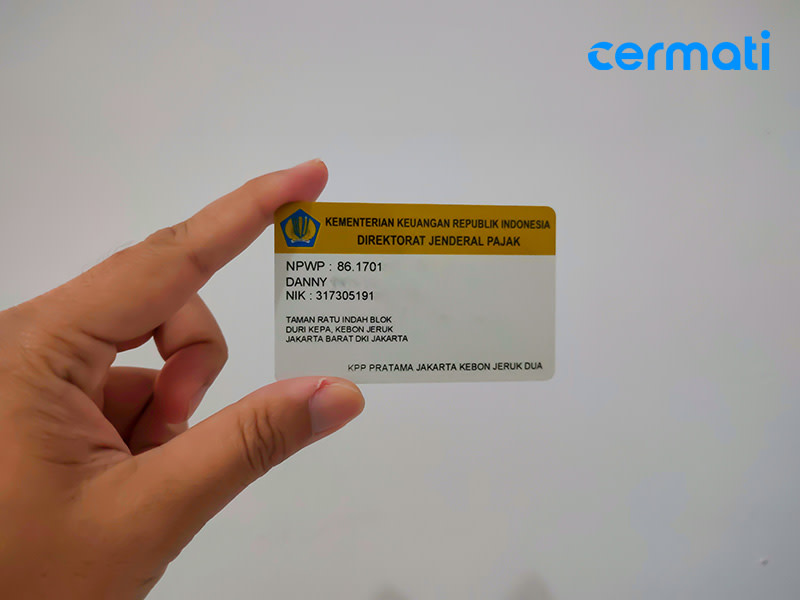 cermati
KEMENTERIAN KEUANGAN REPUBLIK INDONESIA
DIREKTORAT JENDERAL PAJAK
NPWP : 86.1701
DANNY
NIK : 317305191
TAMAN RATU INDAH BLOK
DURI KEPA, KEBON JERUK
JAKARTA BARAT DKI JAKARTA
KPP PRATAMA JAKARTA KEBON JERUK DUA